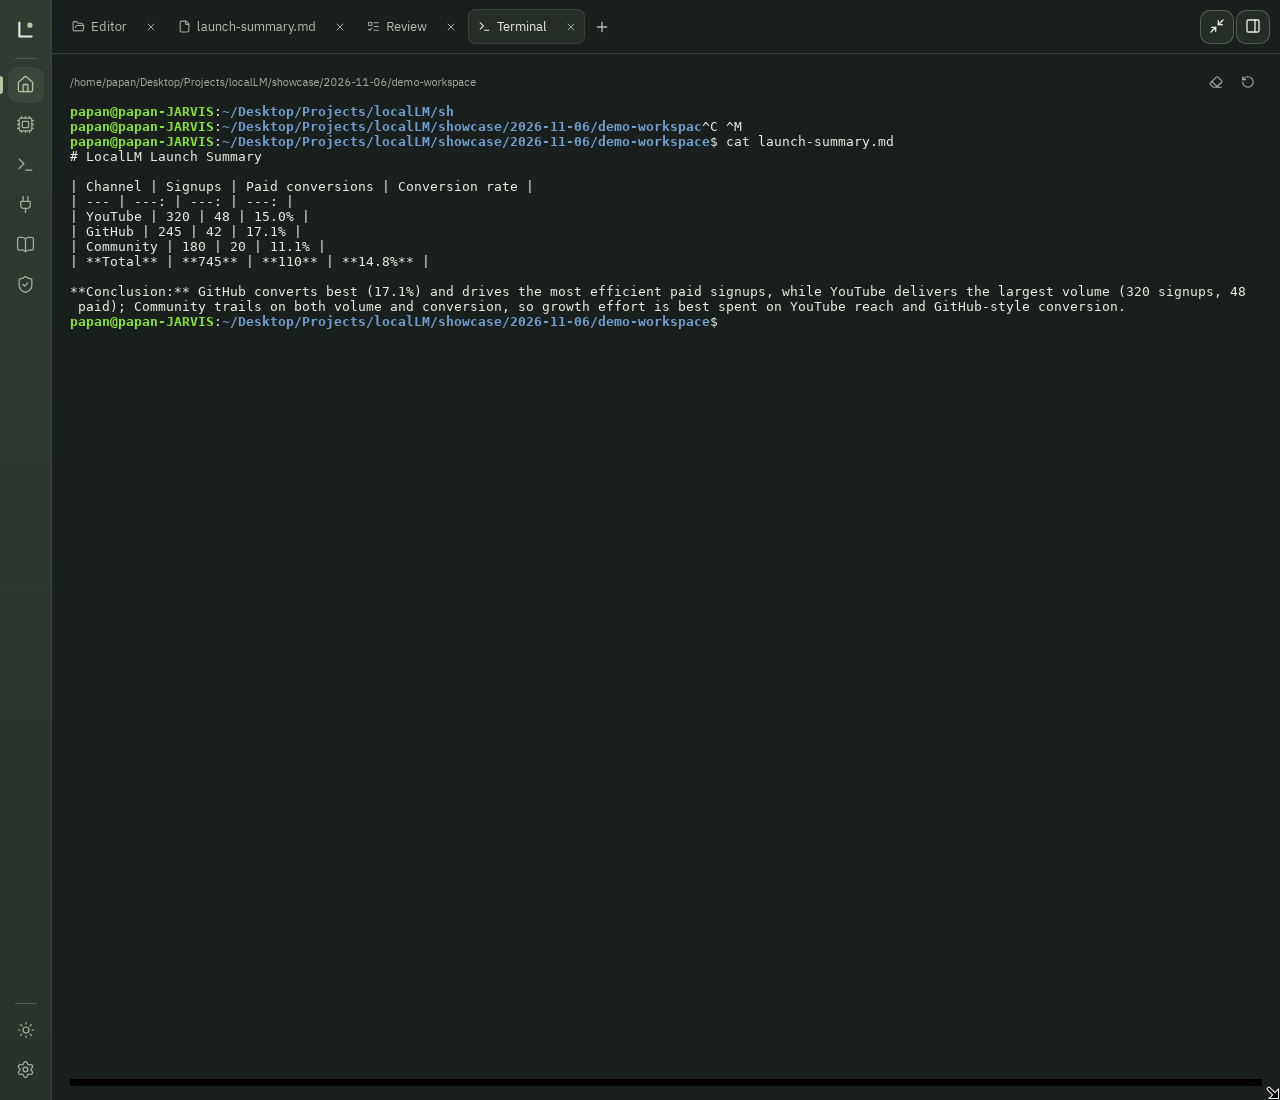 Editor
launch-summary.md
Review
Terminal
/home/papan/Desktop/Projects/localLM/showcase/2026-11-06/demo-workspace
papan@papan-JARVIS:~/Desktop/Projects/localLM/sh
papan@papan-JARVIS:~/Desktop/Projects/localLM/showcase/2026-11-06/demo-workspac^C ^M
papan@papan-JARVIS:~/Desktop/Projects/localLM/showcase/2026-11-06/demo-workspace$ cat launch-summary.md
# LocalLM Launch Summary
| Channel | Signups | Paid conversions | Conversion rate |
| --- | ---: | ---: | ---: |
| YouTube | 320 | 48 | 15.0% |
| GitHub | 245 | 42 | 17.1% |
| Community | 180 | 20 | 11.1% |
| **Total** | **745** | **110** | **14.8%** |
**Conclusion:** GitHub converts best (17.1%) and drives the most efficient paid signups, while YouTube delivers the largest volume (320 signups, 48
paid); Community trails on both volume and conversion, so growth effort is best spent on YouTube reach and GitHub-style conversion.
papan@papan-JARVIS:~/Desktop/Projects/localLM/showcase/2026-11-06/demo-workspace$